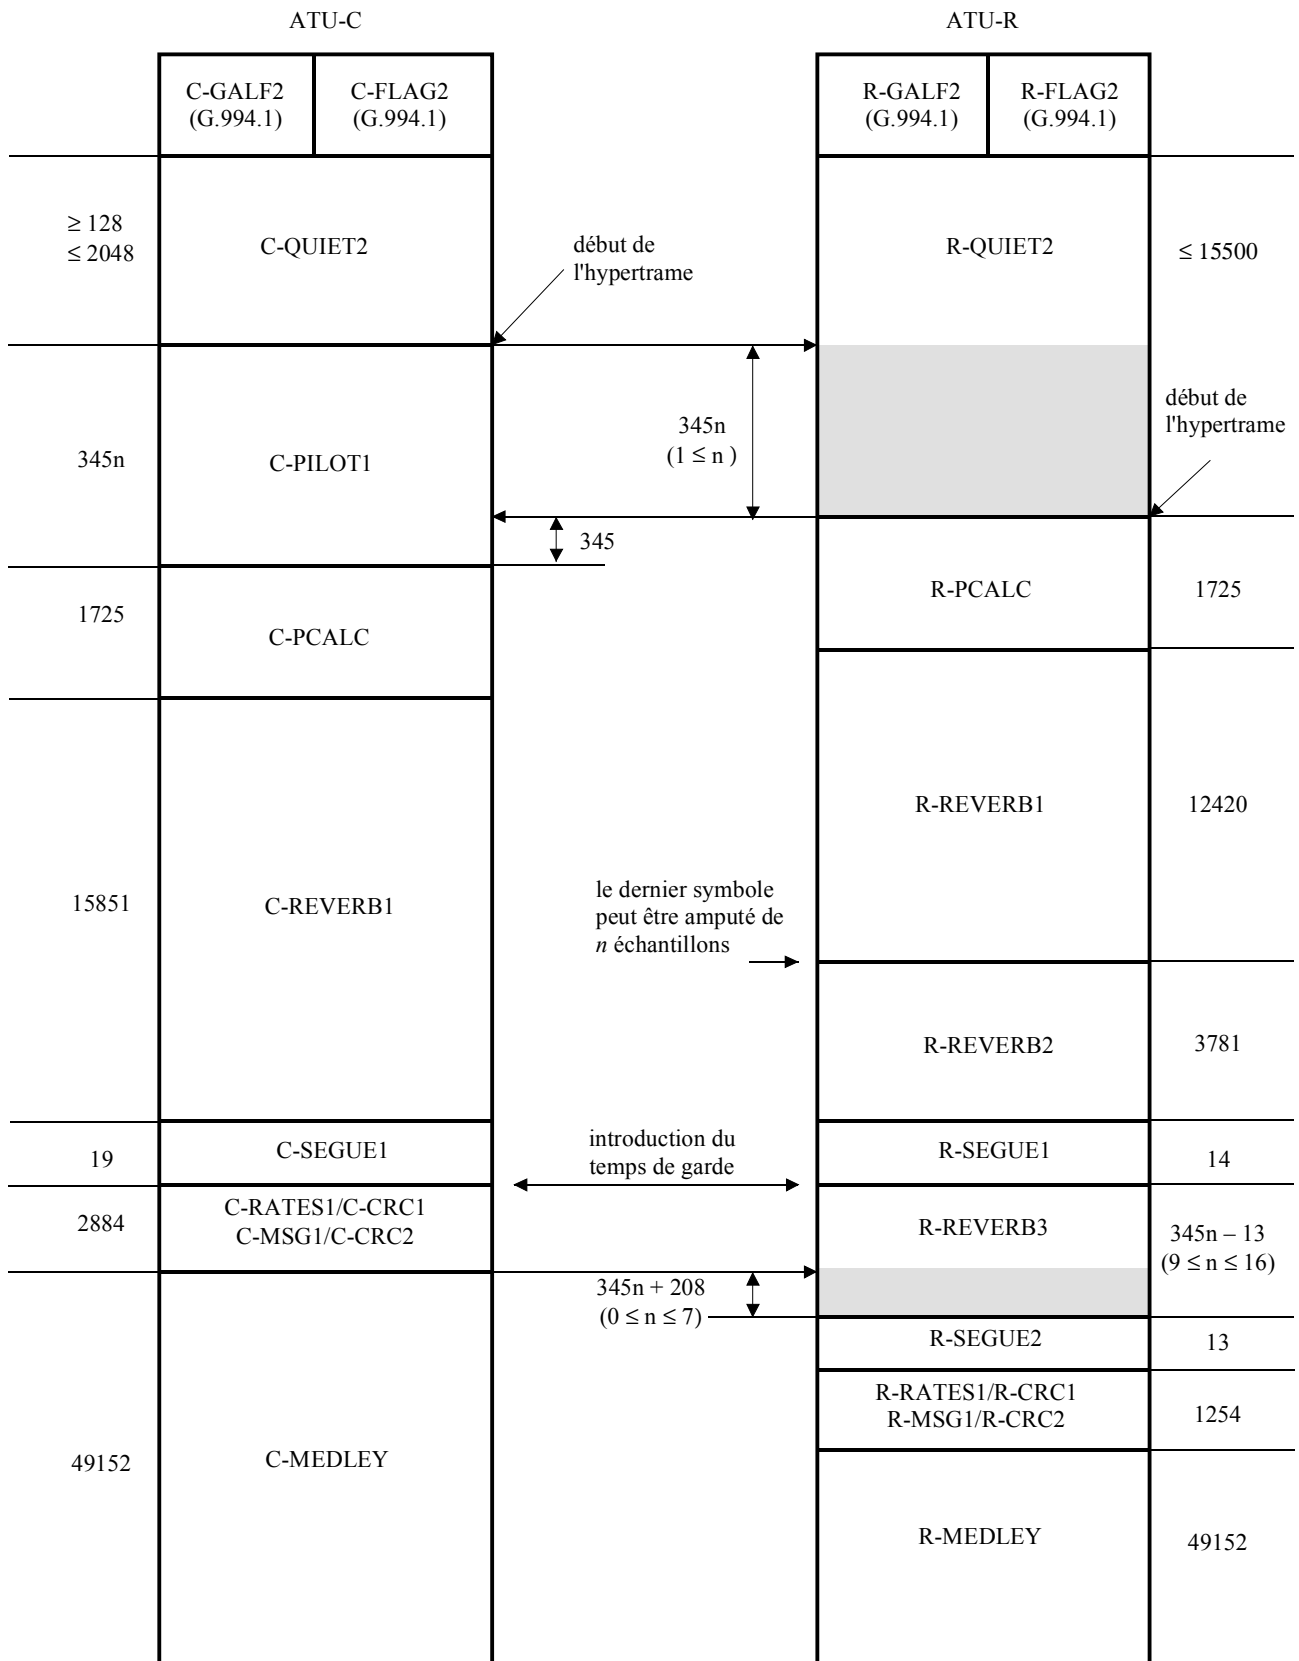 ATU-C
ATU-R
C-GALF2
(G.994.1)
C-FLAG2
(G.994.1)
R-GALF2
(G.994.1)
R-FLAG2
(G.994.1)
≥ 128
≤ 2048
C-QUIET2
début de
l'hypertrame
R-QUIET2
≤ 15500
345n
C-PILOT1
345n
(1 ≤ n )
début de
l'hypertrame
345
1725
C-PCALC
R-PCALC
1725
15851
C-REVERB1
R-REVERB1
12420
le dernier symbole
peut être amputé de
n échantillons
R-REVERB2
3781
19
C-SEGUE1
introduction du
temps de garde
R-SEGUE1
14
2884
C-RATES1/C-CRC1
C-MSG1/C-CRC2
R-REVERB3
345n – 13
(9 ≤ n ≤ 16)
345n + 208
(0 ≤ n ≤ 7)
R-SEGUE2
13
R-RATES1/R-CRC1
R-MSG1/R-CRC2
1254
49152
C-MEDLEY
R-MEDLEY
49152